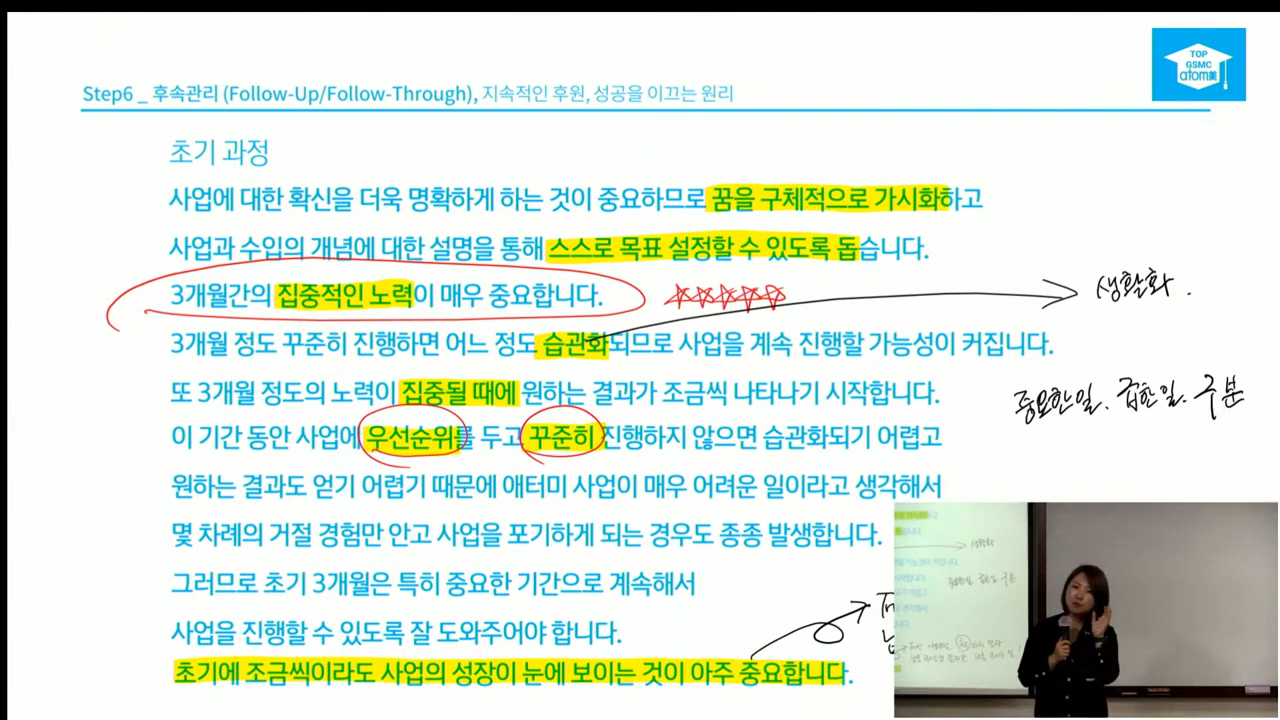 TOP
GSMC
atom美
Step6 _ 후속관리 (Follow-Up/Follow-Through), 지속적인 후원, 성공을 이끄는 원리
초기 과정
사업에 대한 확신을 더욱 명확하게 하는 것이 중요하므로 꿈을 구체적으로 가시화하고
사업과 수입의 개념에 대한 설명을 통해 스스로 목표 설정할 수 있도록 돕습니다.
3개월간의 집중적인 노력이 매우 중요합니다.
생활화.
3개월 정도 꾸준히 진행하면 어느 정도 습관화되므로 사업을 계속 진행할 가능성이 커집니다.
또 3개월 정도의 노력이 집중될 때에 원하는 결과가 조금씩 나타나기 시작합니다.
중요한일. 급한일. 구분
이 기간 동안 사업에 우선순위를 두고 꾸준히 진행하지 않으면 습관화되기 어렵고
원하는 결과도 얻기 어렵기 때문에 애터미 사업이 매우 어려운 일이라고 생각해서
몇 차례의 거절 경험만 안고 사업을 포기하게 되는 경우도 종종 발생합니다.
그러므로 초기 3개월은 특히 중요한 기간으로 계속해서
사업을 진행할 수 있도록 잘 도와주어야 합니다.
초기에 조금씩이라도 사업의 성장이 눈에 보이는 것이 아주 중요합니다.